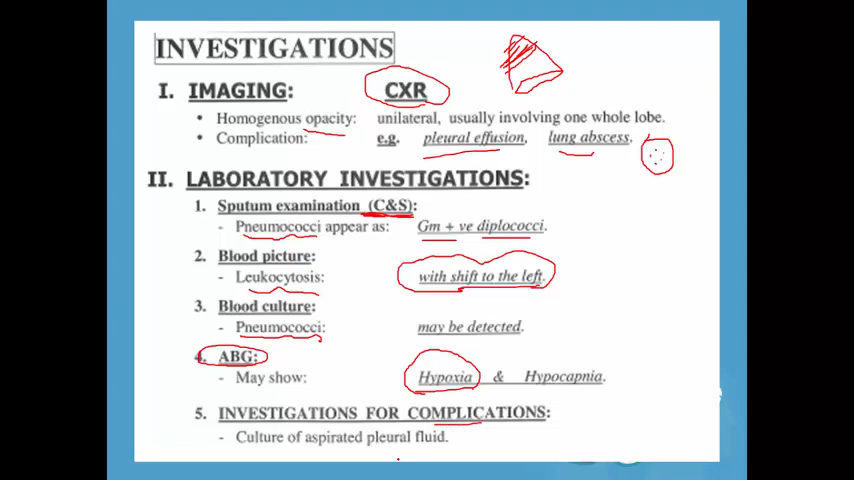 INVESTIGATIONS
I. IMAGING: CXR
• Homogenous opacity: unilateral, usually involving one whole lobe.
• Complication: e.g. pleural effusion, lung abscess.
II. LABORATORY INVESTIGATIONS:
1. Sputum examination (C&S):
- Pneumococci appear as: Gm + ve diplococci.
2. Blood picture:
- Leukocytosis: with shift to the left.
3. Blood culture:
- Pneumococci: may be detected.
4. ABG:
- May show: Hypoxia & Hypocapnia.
5. INVESTIGATIONS FOR COMPLICATIONS:
- Culture of aspirated pleural fluid.